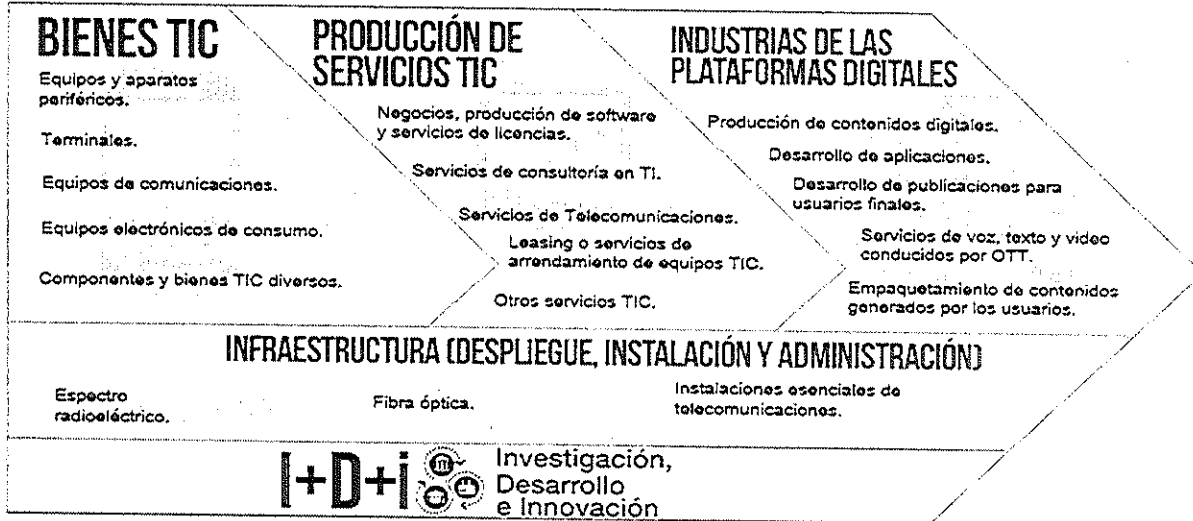 BIENES TIC
Equipos y aparatos
periféricos.
Terminales.
Equipos de comunicaciones.
Equipos electrónicos de consumo.
Componentes y bienes TIC diversos.
PRODUCCIÓN DE
SERVICIOS TIC
Negocios, producción de software
y servicios de licencias.
Servicios de consultoría en TI.
Servicios de Telecomunicaciones.
Leasing o servicios de
arrendamiento de equipos TIC.
Otros servicios TIC.
INDUSTRIAS DE LAS
PLATAFORMAS DIGITALES
Producción de contenidos digitales.
Desarrollo de aplicaciones.
Desarrollo de publicaciones para
usuarios finales.
Servicios de voz, texto y video
conducidos por OTT.
Empaquetamiento de contenidos
generados por los usuarios.
INFRAESTRUCTURA (DESPLIEGUE, INSTALACIÓN Y ADMINISTRACIÓN)
Espectro
radioeléctrico.
Fibra óptica.
Instalaciones esenciales de
telecomunicaciones.
I+D+i
Investigación,
Desarrollo
e Innovación